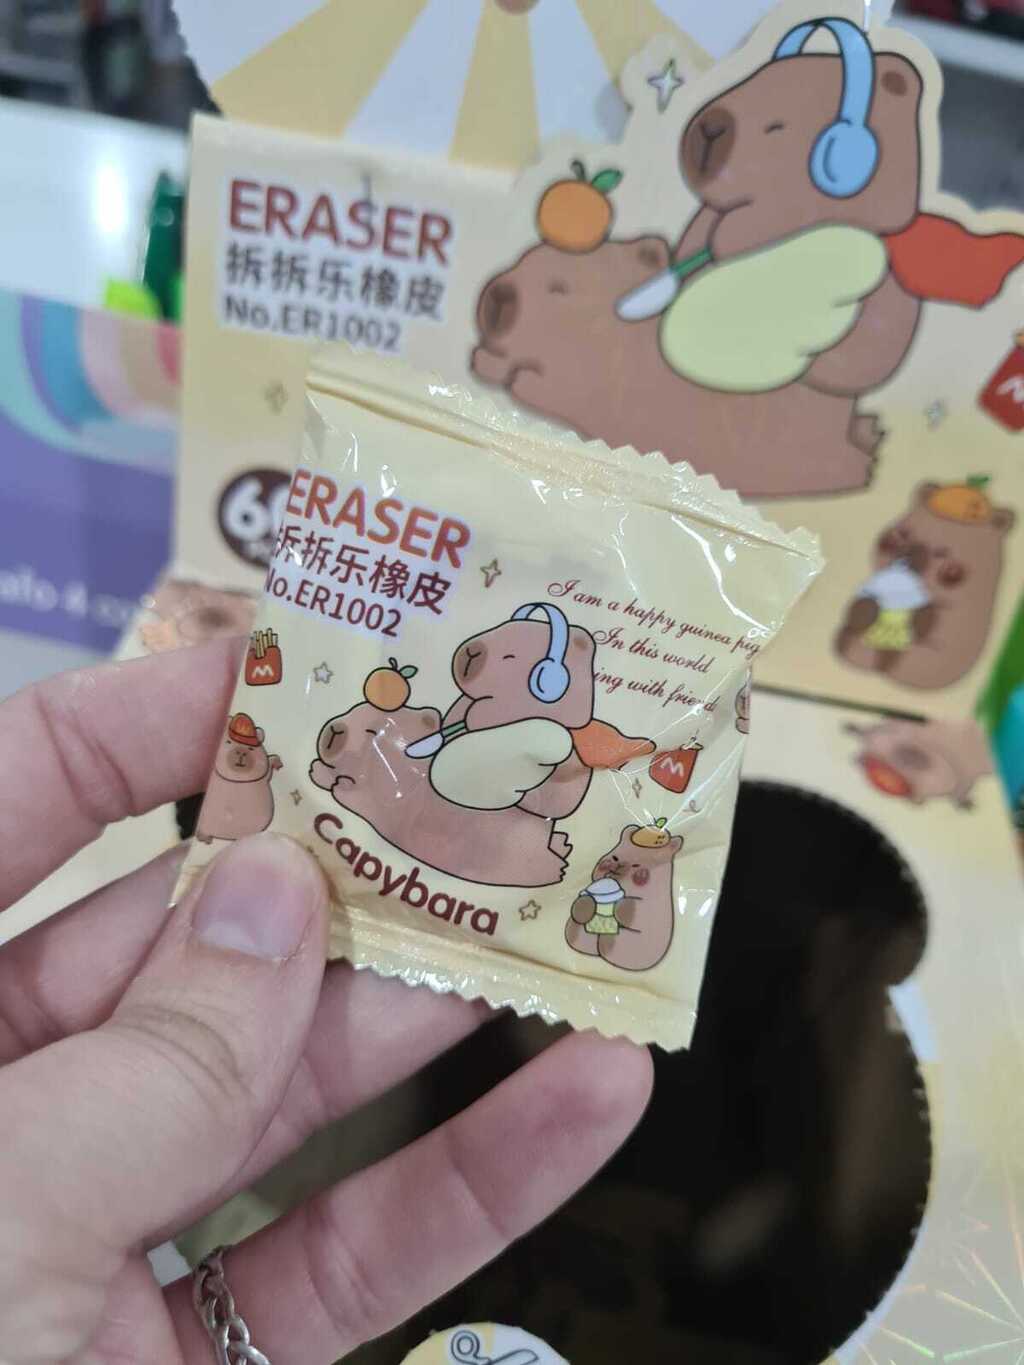 ERASER
拆拆乐橡皮
No.ER1002
ERASER
拆拆乐橡皮
No.ER1002
I am a happy guinea pig
In this world
ing with friend
M
M
M
Capybara